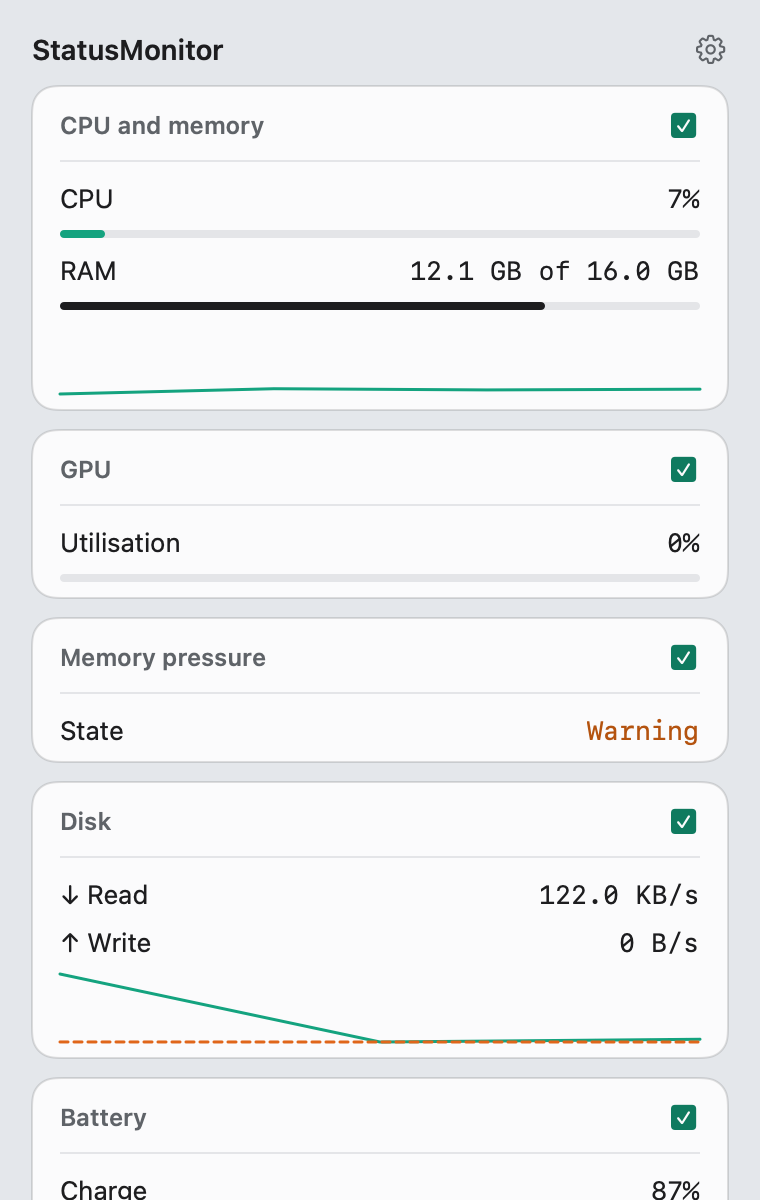 StatusMonitor
CPU and memory
CPU 7%
RAM 12.1 GB of 16.0 GB
GPU
Utilisation 0%
Memory pressure
State Warning
Disk
↓ Read 122.0 KB/s
↑ Write 0 B/s
Battery
Charge 87%